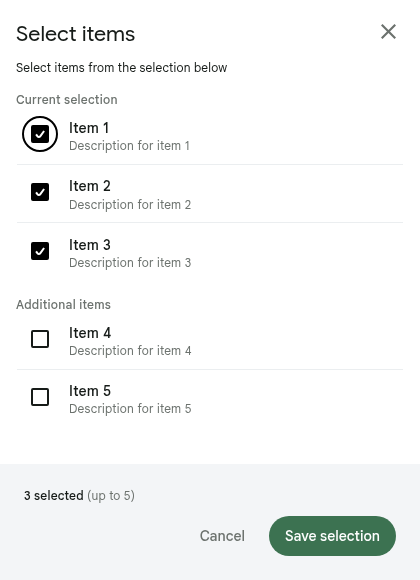 Select items
Select items from the selection below
Current selection
Item 1
Description for item 1
Item 2
Description for item 2
Item 3
Description for item 3
Additional items
Item 4
Description for item 4
Item 5
Description for item 5
3 selected (up to 5)
Cancel
Save selection